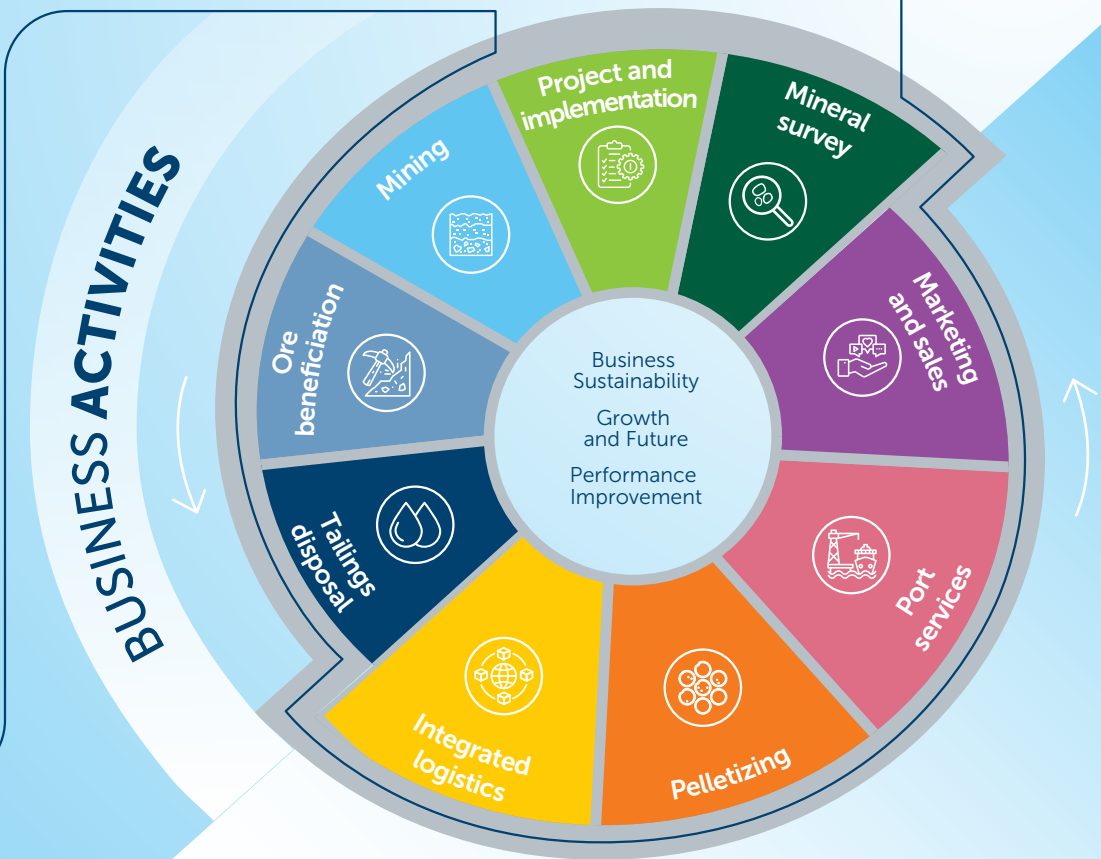 BUSINESS ACTIVITIES
Project and
implementation
Mineral
survey
Mining
Marketing
and sales
Ore
beneficiation
Business
Sustainability
Growth
and Future
Performance
Improvement
Tailings
disposal
Port
services
Integrated
logistics
Pelletizing